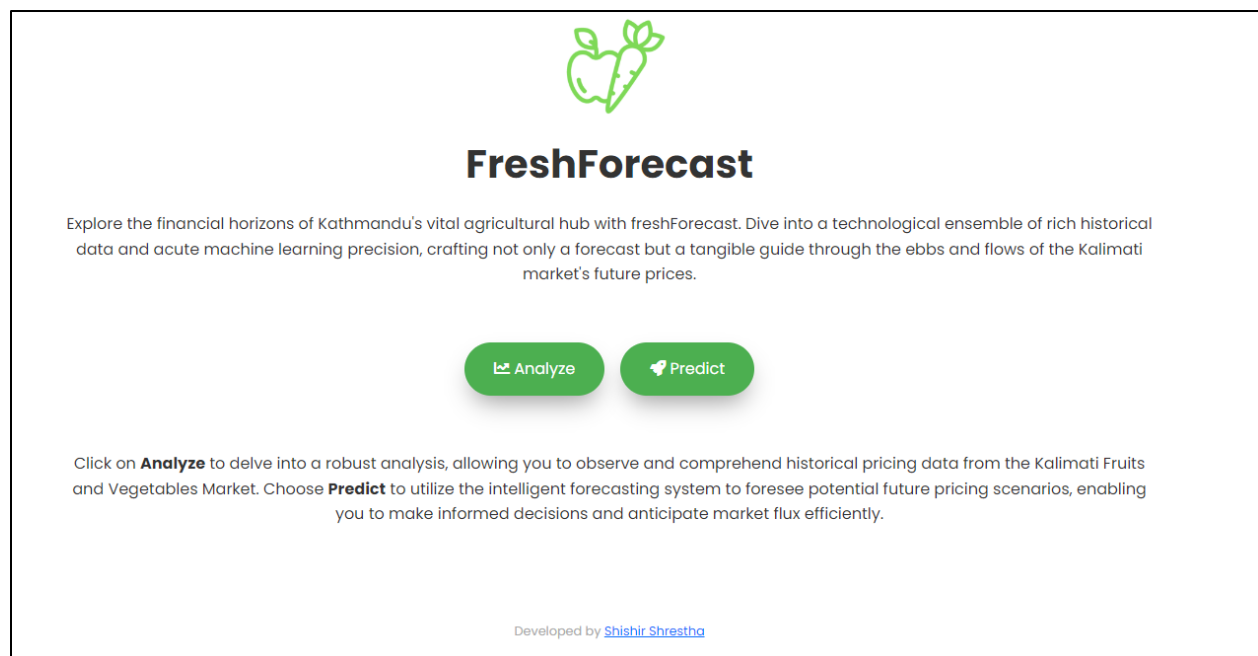 FreshForecast
Explore the financial horizons of Kathmandu's vital agricultural hub with freshForecast. Dive into a technological ensemble of rich historical
data and acute machine learning precision, crafting not only a forecast but a tangible guide through the ebbs and flows of the Kalimati
market's future prices.
Analyze
Predict
Click on Analyze to delve into a robust analysis, allowing you to observe and comprehend historical pricing data from the Kalimati Fruits
and Vegetables Market. Choose Predict to utilize the intelligent forecasting system to foresee potential future pricing scenarios, enabling
you to make informed decisions and anticipate market flux efficiently.
Developed by Shishir Shrestha